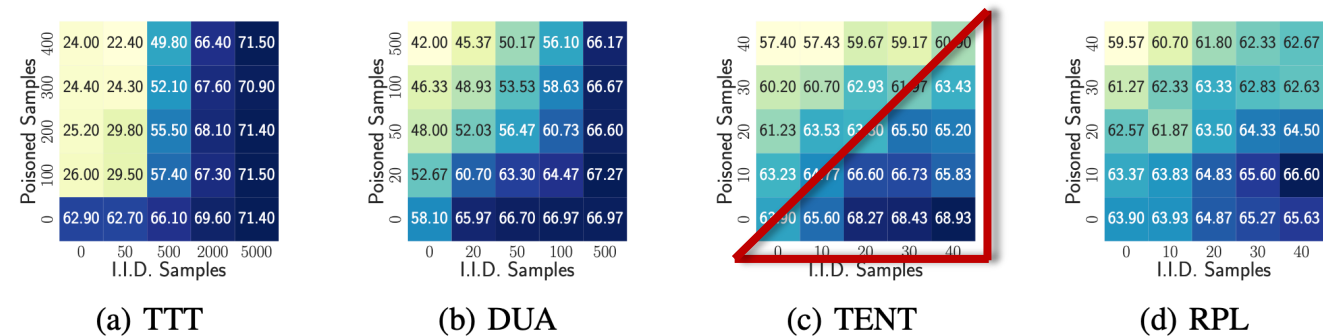 Poisoned Samples
400 24.00 22.40 49.80 66.40 71.50
300 24.40 24.30 52.10 67.60 70.90
200 25.20 29.80 55.50 68.10 71.40
100 26.00 29.50 57.40 67.30 71.50
0 62.90 62.70 66.10 69.60 71.40
0 50 500 2000 5000
I.I.D. Samples
(a) TTT
Poisoned Samples
500 42.00 45.37 50.17 56.10 66.17
100 46.33 48.93 53.53 58.63 66.67
50 48.00 52.03 56.47 60.73 66.60
20 52.67 60.70 63.30 64.47 67.27
0 58.10 65.97 66.70 66.97 66.97
0 20 50 100 500
I.I.D. Samples
(b) DUA
Poisoned Samples
40 57.40 57.43 59.67 59.17
30 60.20 60.70 62.93 61.97 63.43
20 61.23 63.53 65.50 65.20
10 63.23 64.77 66.60 66.73 65.83
0 65.60 68.27 68.43 68.93
0 10 20 30 40
I.I.D. Samples
(c) TENT
Poisoned Samples
40 59.57 60.70 61.80 62.33 62.67
30 61.27 62.33 63.33 62.83 62.63
20 62.57 61.87 63.50 64.33 64.50
10 63.37 63.83 64.83 65.60 66.60
0 63.90 63.93 64.87 65.27 65.63
0 10 20 30 40
I.I.D. Samples
(d) RPL